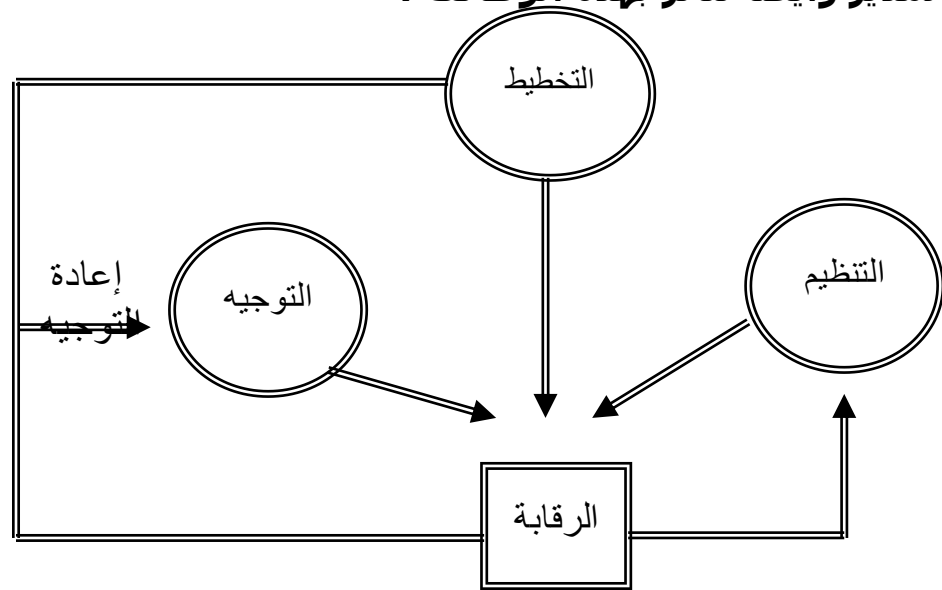 التخطيط
التنظيم
التوجيه
إعادة
التوجيه
الرقابة